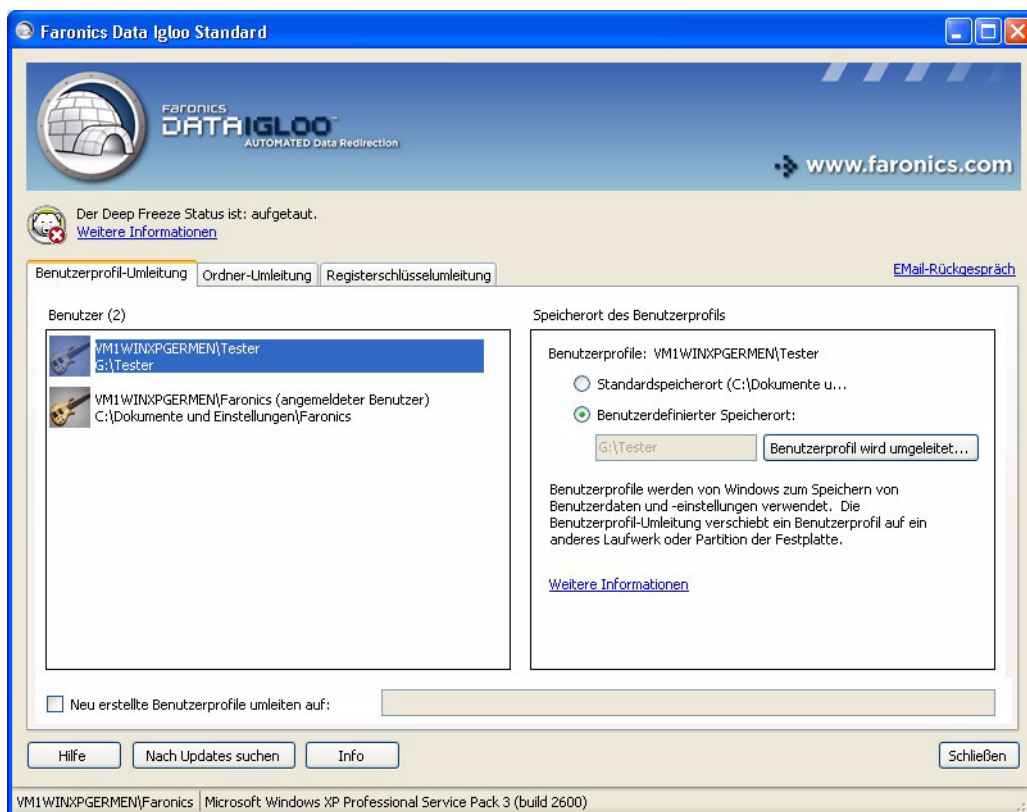 Faronics Data Igloo Standard
FARONICS
DATAIGLOO™
AUTOMATED Data Redirection
www.faronics.com
Der Deep Freeze Status ist: aufgetaut.
Weitere Informationen
Benutzerprofil-Umleitung
Ordner-Umleitung
Registerschlüsselumleitung
EMail-Rückgespräch
Benutzer (2)
VM1WINXPGERMEN\Tester
G:\Tester
VM1WINXPGERMEN\Faronics (angemeldeter Benutzer)
C:\Dokumente und Einstellungen\Faronics
Speicherort des Benutzerprofils
Benutzerprofile: VM1WINXPGERMEN\Tester
Standardspeicherort (C:\Dokumente u...
Benutzerdefinierter Speicherort:
G:\Tester
Benutzerprofil wird umgeleitet...
Benutzerprofile werden von Windows zum Speichern von
Benutzerdaten und -einstellungen verwendet. Die
Benutzerprofil-Umleitung verschiebt ein Benutzerprofil auf ein
anderes Laufwerk oder Partition der Festplatte.
Weitere Informationen
Neu erstellte Benutzerprofile umleiten auf:
Hilfe
Nach Updates suchen
Info
Schließen
VM1WINXPGERMEN\Faronics
Microsoft Windows XP Professional Service Pack 3 (build 2600)